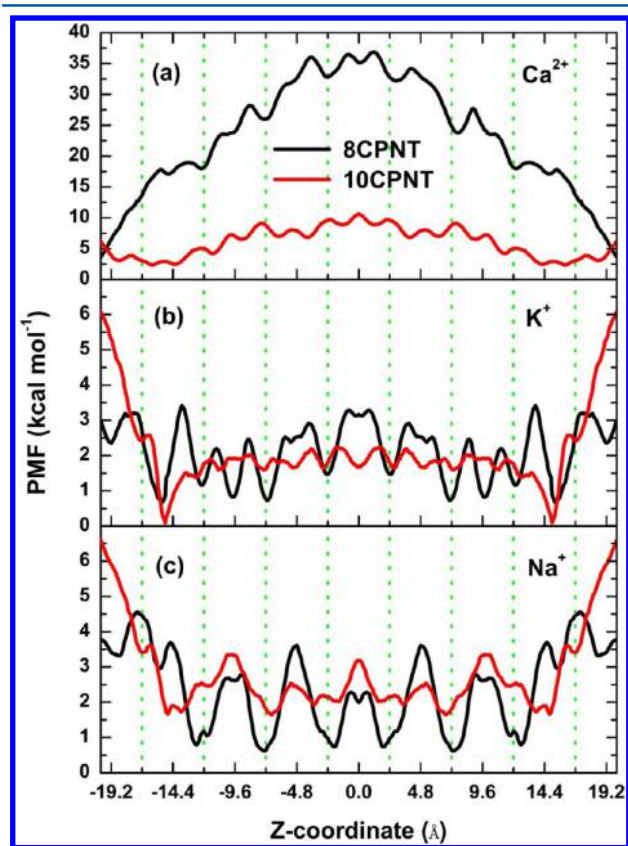 40
35
30
25
20
15
10
5
0
(a)
Ca²⁺
8CPNT
10CPNT
6
5
4
3
2
1
0
(b)
K⁺
6
5
4
3
2
1
0
(c)
Na⁺
PMF (kcal mol⁻¹)
-19.2 -14.4 -9.6 -4.8 0.0 4.8 9.6 14.4 19.2
Z-coordinate (Å)